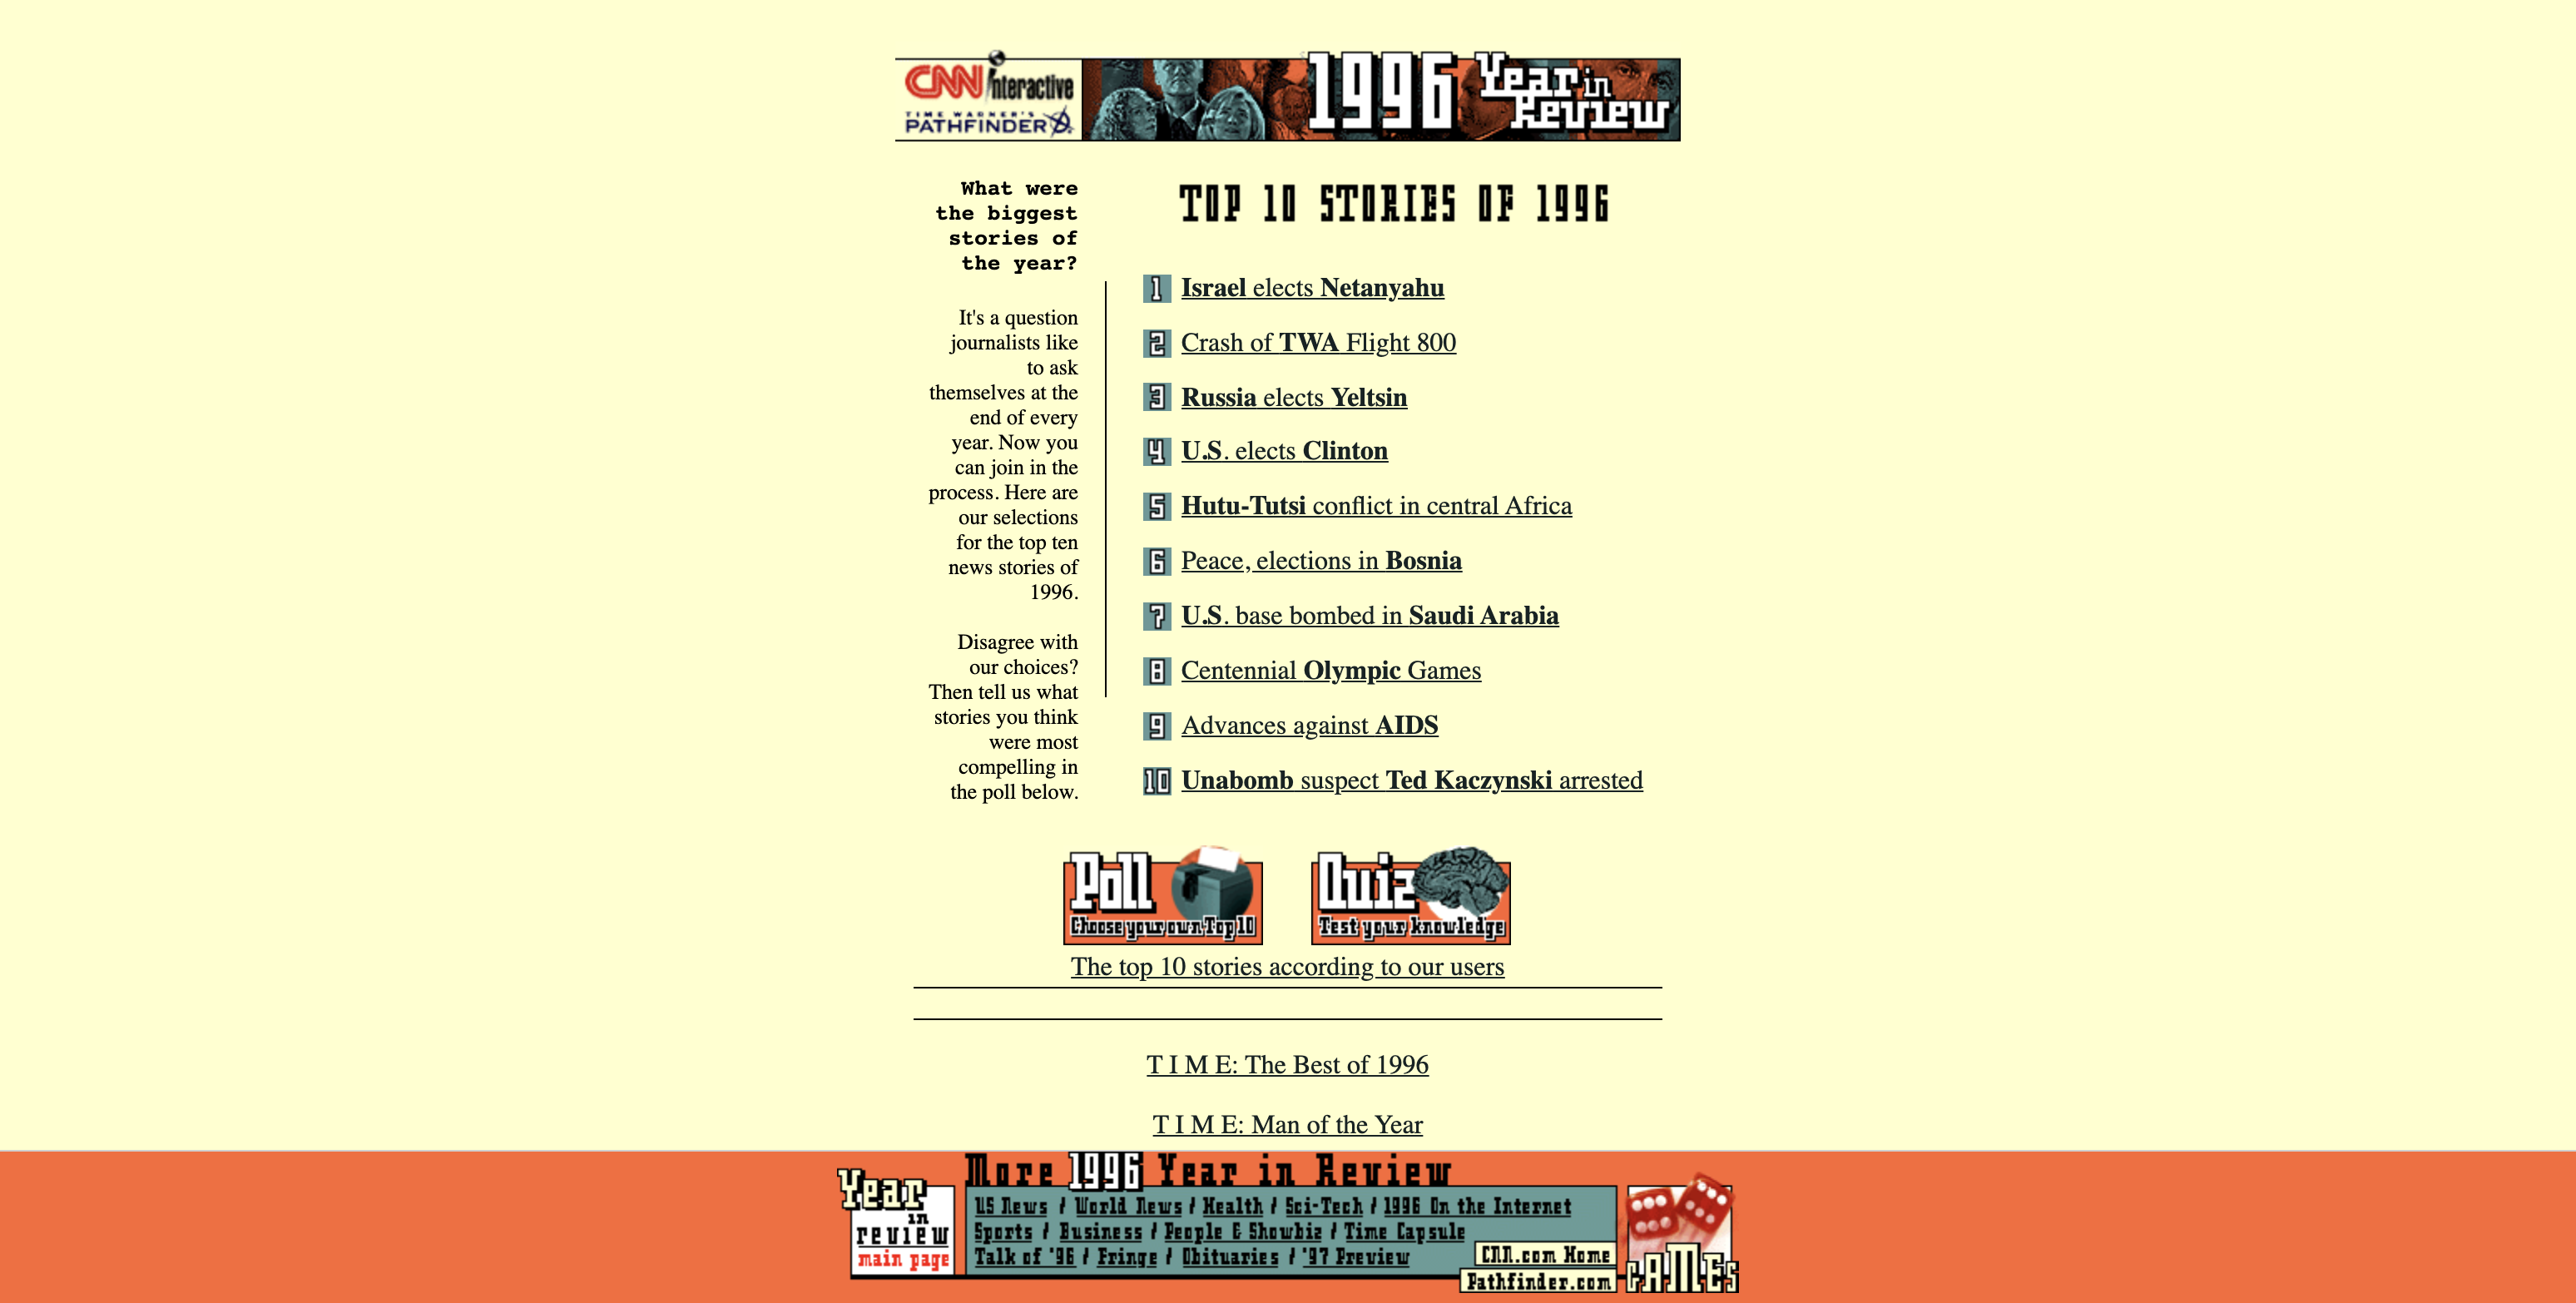 CNN interactive
TIME WARNER'S
PATHFINDER
1996 Year in Review
What were
the biggest
stories of
the year?
It's a question
journalists like
to ask
themselves at the
end of every
year. Now you
can join in the
process. Here are
our selections
for the top ten
news stories of
1996.
Disagree with
our choices?
Then tell us what
stories you think
were most
compelling in
the poll below.
TOP 10 STORIES OF 1996
1 Israel elects Netanyahu
2 Crash of TWA Flight 800
3 Russia elects Yeltsin
4 U.S. elects Clinton
5 Hutu-Tutsi conflict in central Africa
6 Peace, elections in Bosnia
7 U.S. base bombed in Saudi Arabia
8 Centennial Olympic Games
9 Advances against AIDS
10 Unabomb suspect Ted Kaczynski arrested
Poll
Choose your own Top 10
Quiz
Test your knowledge
The top 10 stories according to our users
T I M E: The Best of 1996
T I M E: Man of the Year
Year
in
review
main page
More 1996 Year in Review
US News / World News / Health / Sci-Tech / 1996 On the Internet
Sports / Business / People & Showbiz / Time Capsule
Talk of '96 / Fringe / Obituaries / '97 Preview
CNN.com Home
Pathfinder.com
GAMEs